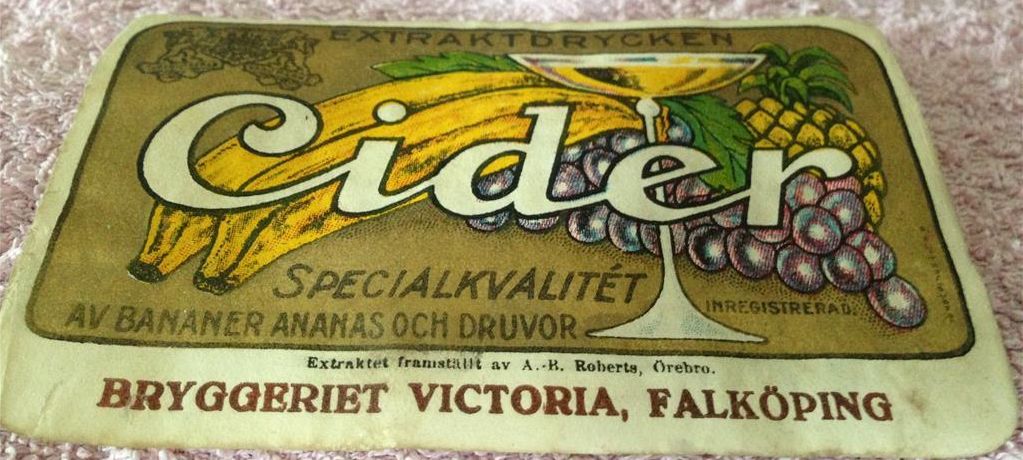 EXTRAKTDRYCKEN
Cider
SPECIALKVALITÉT
AV BANANER ANANAS OCH DRUVOR
INREGISTRERAD.
Extraktet framställt av A.-B. Roberts, Örebro.
BRYGGERIET VICTORIA, FALKÖPING